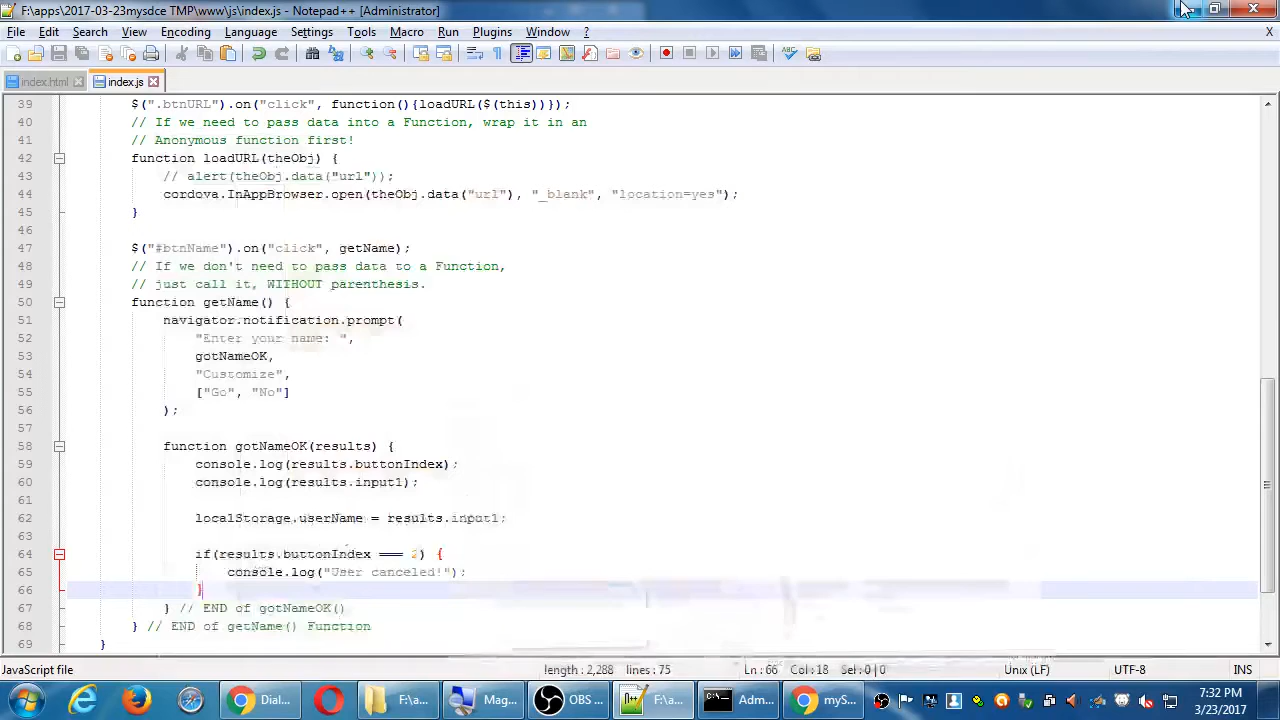 F:\apps\2017-03-23mysdce TMP\www\js\index.js - Notepad++ [Administrator]
File Edit Search View Encoding Language Settings Tools Macro Run Plugins Window ? X
index.html index.js
39 $(".btnURL").on("click", function(){loadURL($(this))});
40 // If we need to pass data into a Function, wrap it in an
41 // Anonymous function first!
42 function loadURL(theObj) {
43 // alert(theObj.data("url"));
44 cordova.InAppBrowser.open(theObj.data("url"), "_blank", "location=yes");
45 }
46
47 $("#btnName").on("click", getName);
48 // If we don't need to pass data to a Function,
49 // just call it, WITHOUT parenthesis.
50 function getName() {
51 navigator.notification.prompt(
52 "Enter your name: ",
53 gotNameOK,
54 "Customize",
55 ["Go", "No"]
56 );
57
58 function gotNameOK(results) {
59 console.log(results.buttonIndex);
60 console.log(results.input1);
61
62 localStorage.userName = results.input1;
63
64 if(results.buttonIndex === 2) {
65 console.log("User canceled!");
66 }
67 } // END of gotNameOK()
68 } // END of getName() Function
69 }
JavaScript file length : 2,288 lines : 75 Ln : 66 Col : 18 Sel : 0 | 0 Unix (LF) UTF-8 INS
Dial... F:\a... Mag... OBS ... F:\a... Adm... myS...
7:32 PM
3/23/2017